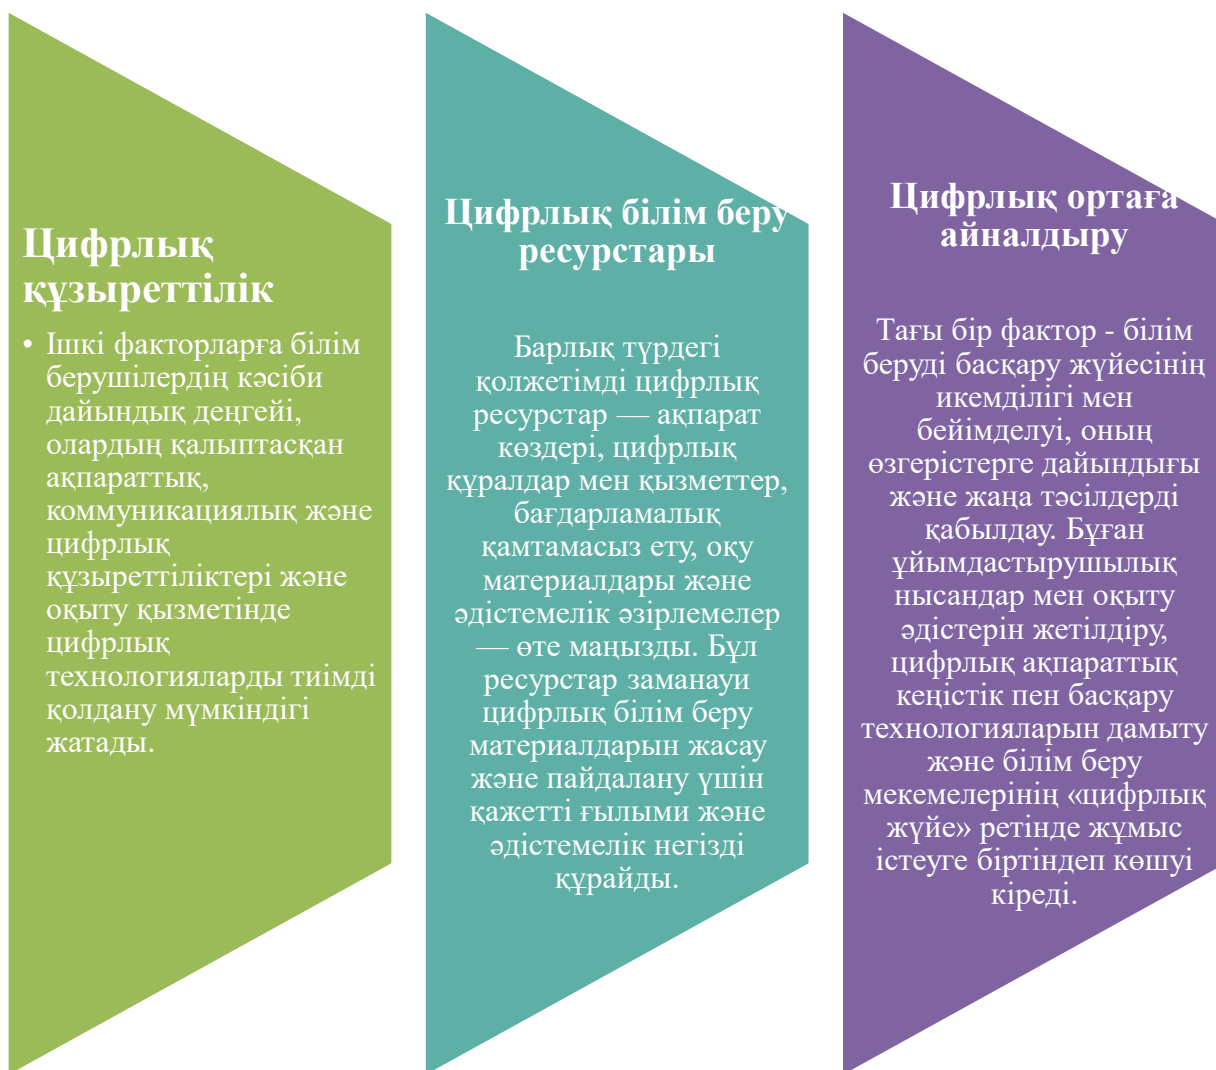 Цифрлық
құзыреттілік
• Ішкі факторларға білім
берушілердің кәсіби
дайындық деңгейі,
олардың қалыптасқан
ақпараттық,
коммуникациялық және
цифрлық
құзыреттіліктері және
оқыту қызметінде
цифрлық
технологияларды тиімді
қолдану мүмкіндігі
жатады.
Цифрлық білім беру
ресурстары
Барлық түрдегі
қолжетімді цифрлық
ресурстар — ақпарат
көздері, цифрлық
құралдар мен қызметтер,
бағдарламалық
қамтамасыз ету, оқу
материалдары және
әдістемелік әзірлемелер
— өте маңызды. Бұл
ресурстар заманауи
цифрлық білім беру
материалдарын жасау
және пайдалану үшін
қажетті ғылыми және
әдістемелік негізді
құрайды.
Цифрлық ортаға
айналдыру
Тағы бір фактор - білім
беруді басқару жүйесінің
икемділігі мен
бейімделуі, оның
өзгерістерге дайындығы
және жаңа тәсілдерді
қабылдау. Бұған
ұйымдастырушылық
нысандар мен оқыту
әдістерін жетілдіру,
цифрлық ақпараттық
кеңістік пен басқару
технологияларын дамыту
және білім беру
мекемелерінің «цифрлық
жүйе» ретінде жұмыс
істеуге біртіндеп көшуі
кіреді.